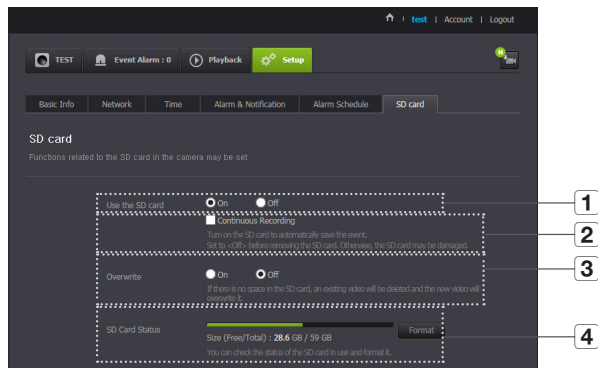 test | Account | Logout
TEST Event Alarm : 0 Playback Setup N
Basic Info Network Time Alarm & Notification Alarm Schedule SD card
SD card
Functions related to the SD card in the camera may be set
Use the SD card On Off 1
Continuous Recording
Turn on the SD card to automatically save the event. 2
Set to <Off> before removing the SD card. Otherwise, the SD card may be damaged.
Overwrite On Off 3
If there is no space in the SD card, an existing video will be deleted and the new video will
overwrite it.
SD Card Status Format 4
Size (Free/Total) : 28.6 GB / 59 GB
You can check the status of the SD card in use and format it.